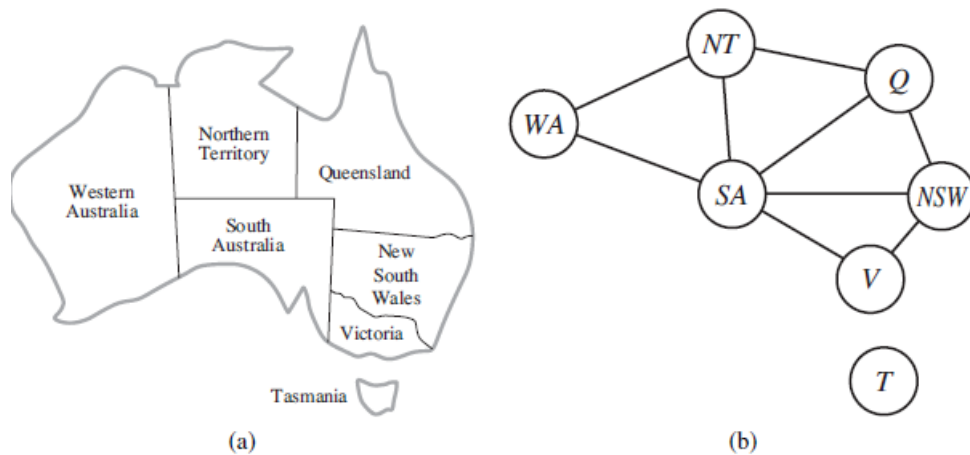 Northern
Territory
Western
Australia
Queensland
South
Australia
New
South
Wales
Victoria
Tasmania
(a)
NT
Q
WA
SA
NSW
V
T
(b)